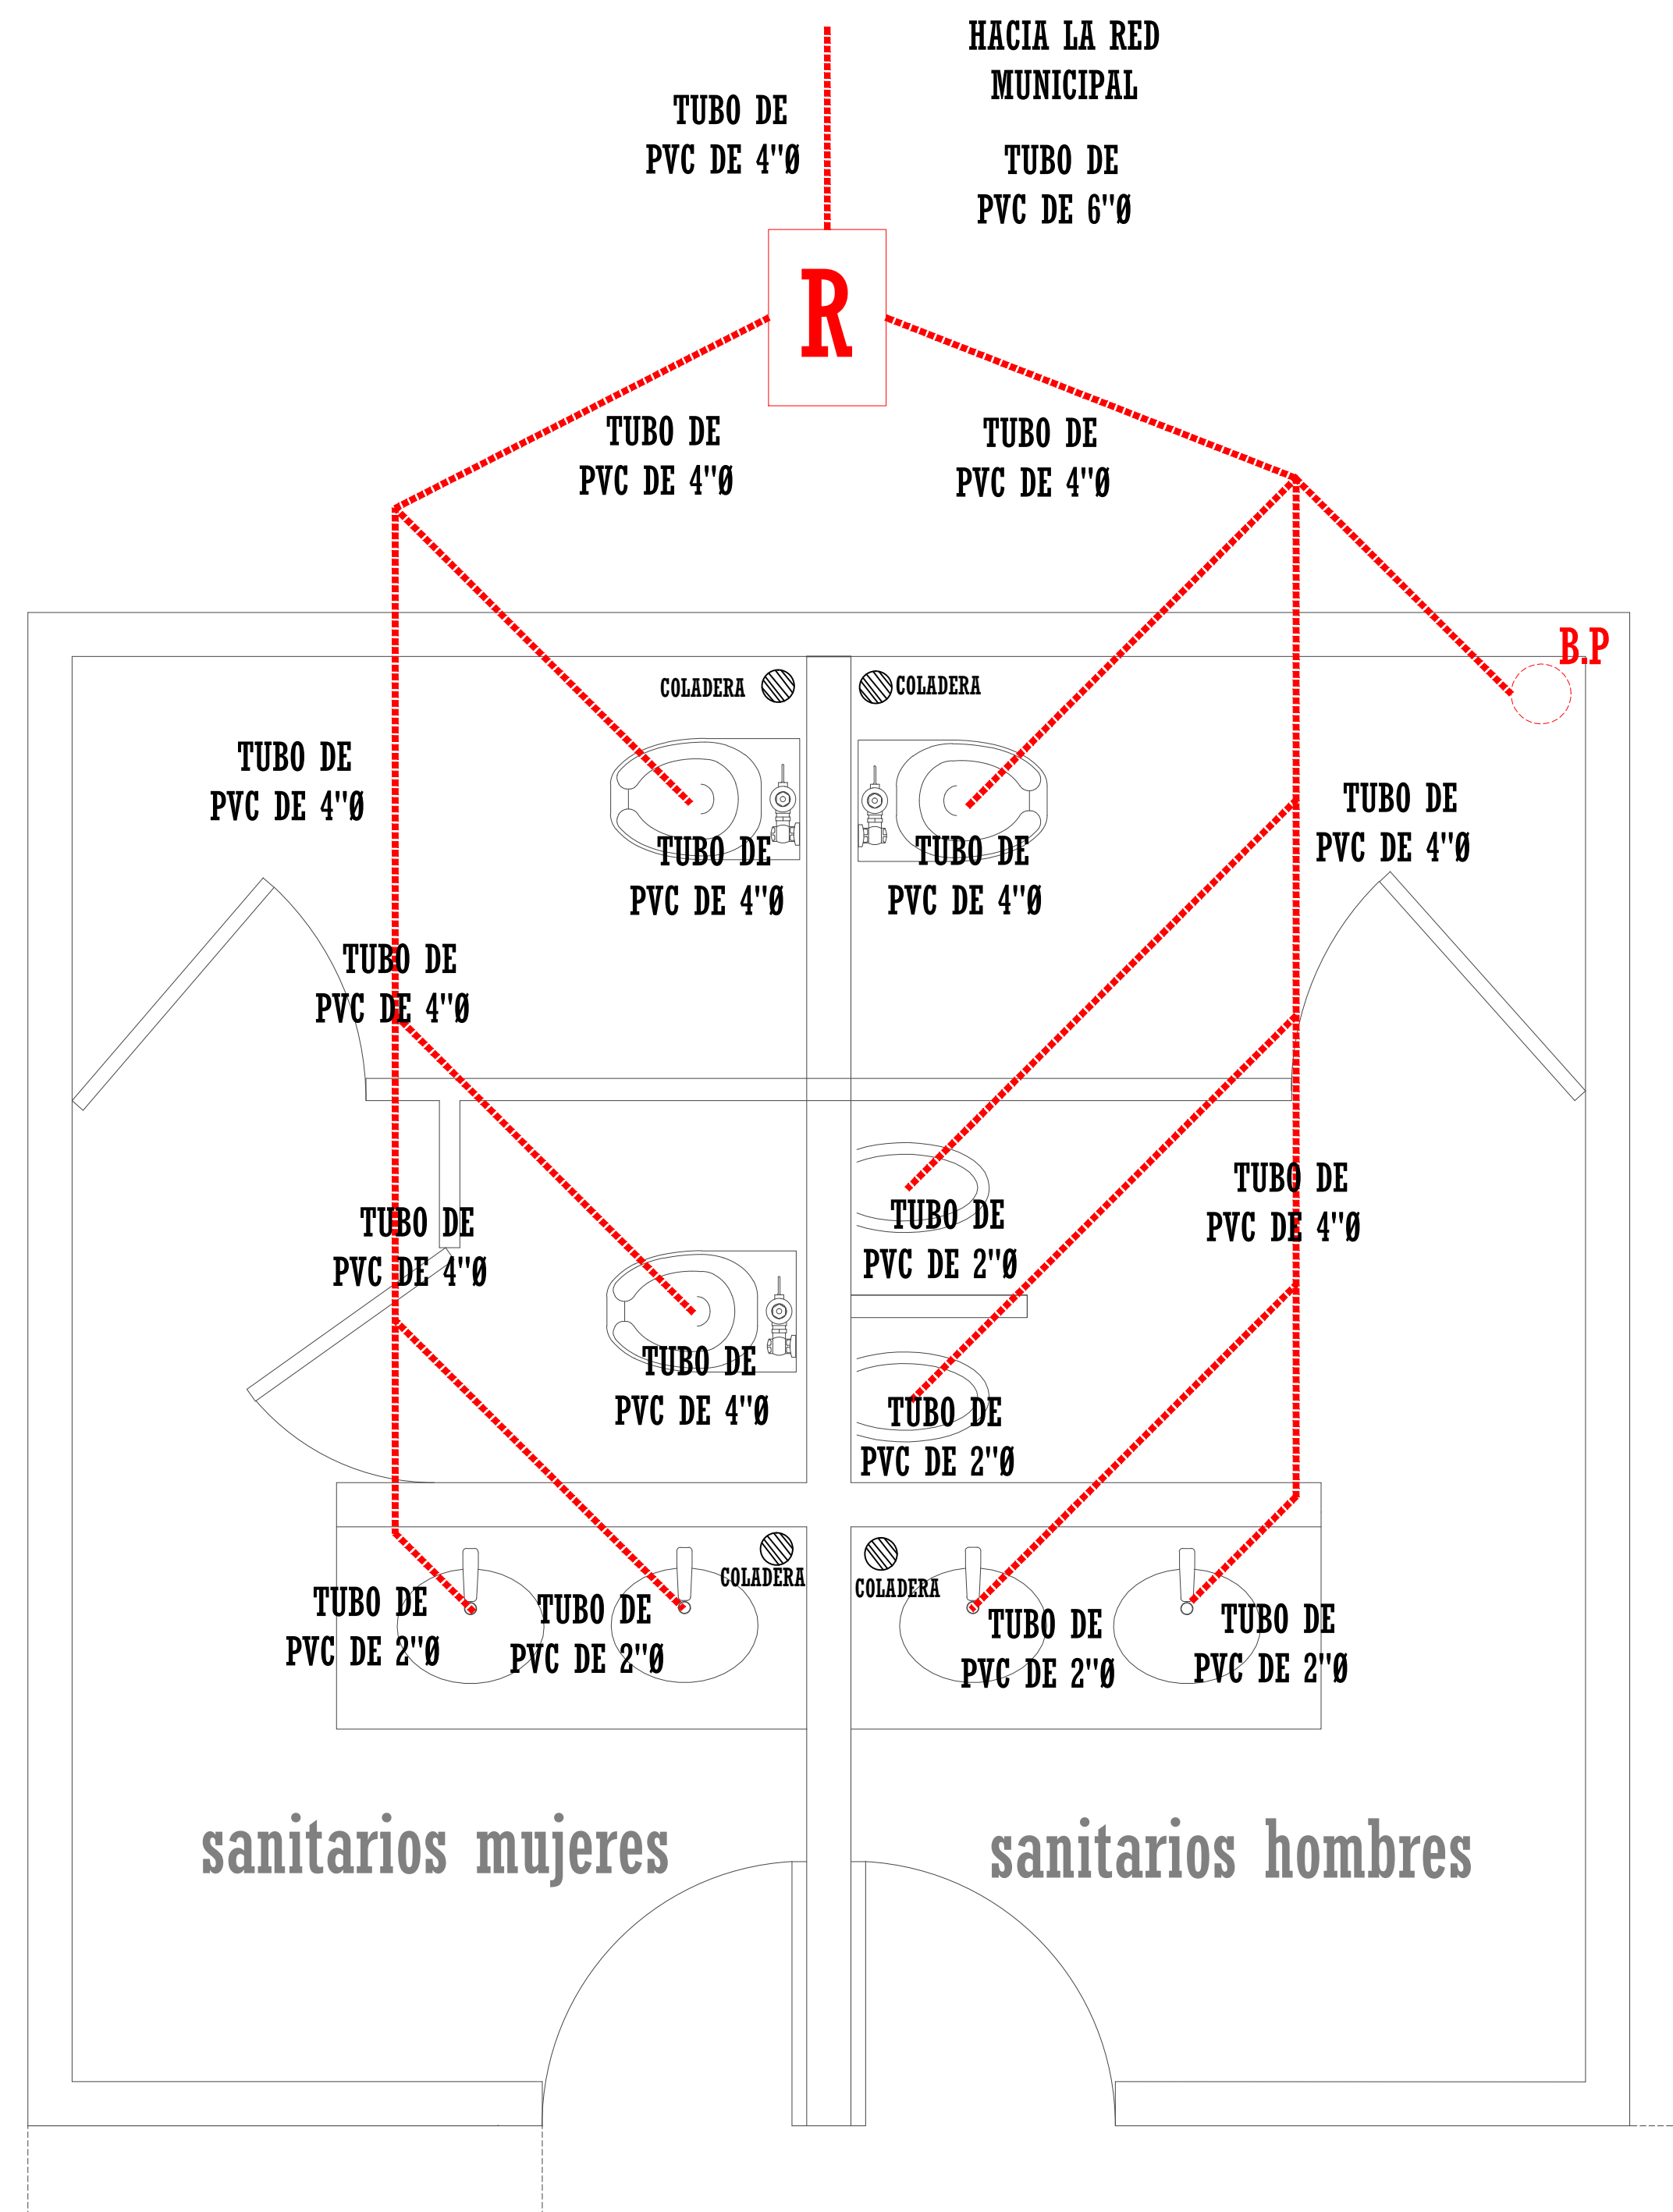 HACIA LA RED
MUNICIPAL
TUBO DE
PVC DE 4"Ø
TUBO DE
PVC DE 6"Ø
R
TUBO DE
PVC DE 4"Ø
TUBO DE
PVC DE 4"Ø
B.P
COLADERA
COLADERA
TUBO DE
PVC DE 4"Ø
TUBO DE
PVC DE 4"Ø
TUBO DE
PVC DE 4"Ø
TUBO DE
PVC DE 4"Ø
TUBO DE
PVC DE 4"Ø
TUBO DE
PVC DE 4"Ø
TUBO DE
PVC DE 2"Ø
TUBO DE
PVC DE 4"Ø
TUBO DE
PVC DE 4"Ø
TUBO DE
PVC DE 2"Ø
COLADERA
COLADERA
TUBO DE
PVC DE 2"Ø
TUBO DE
PVC DE 2"Ø
TUBO DE
PVC DE 2"Ø
TUBO DE
PVC DE 2"Ø
sanitarios mujeres
sanitarios hombres